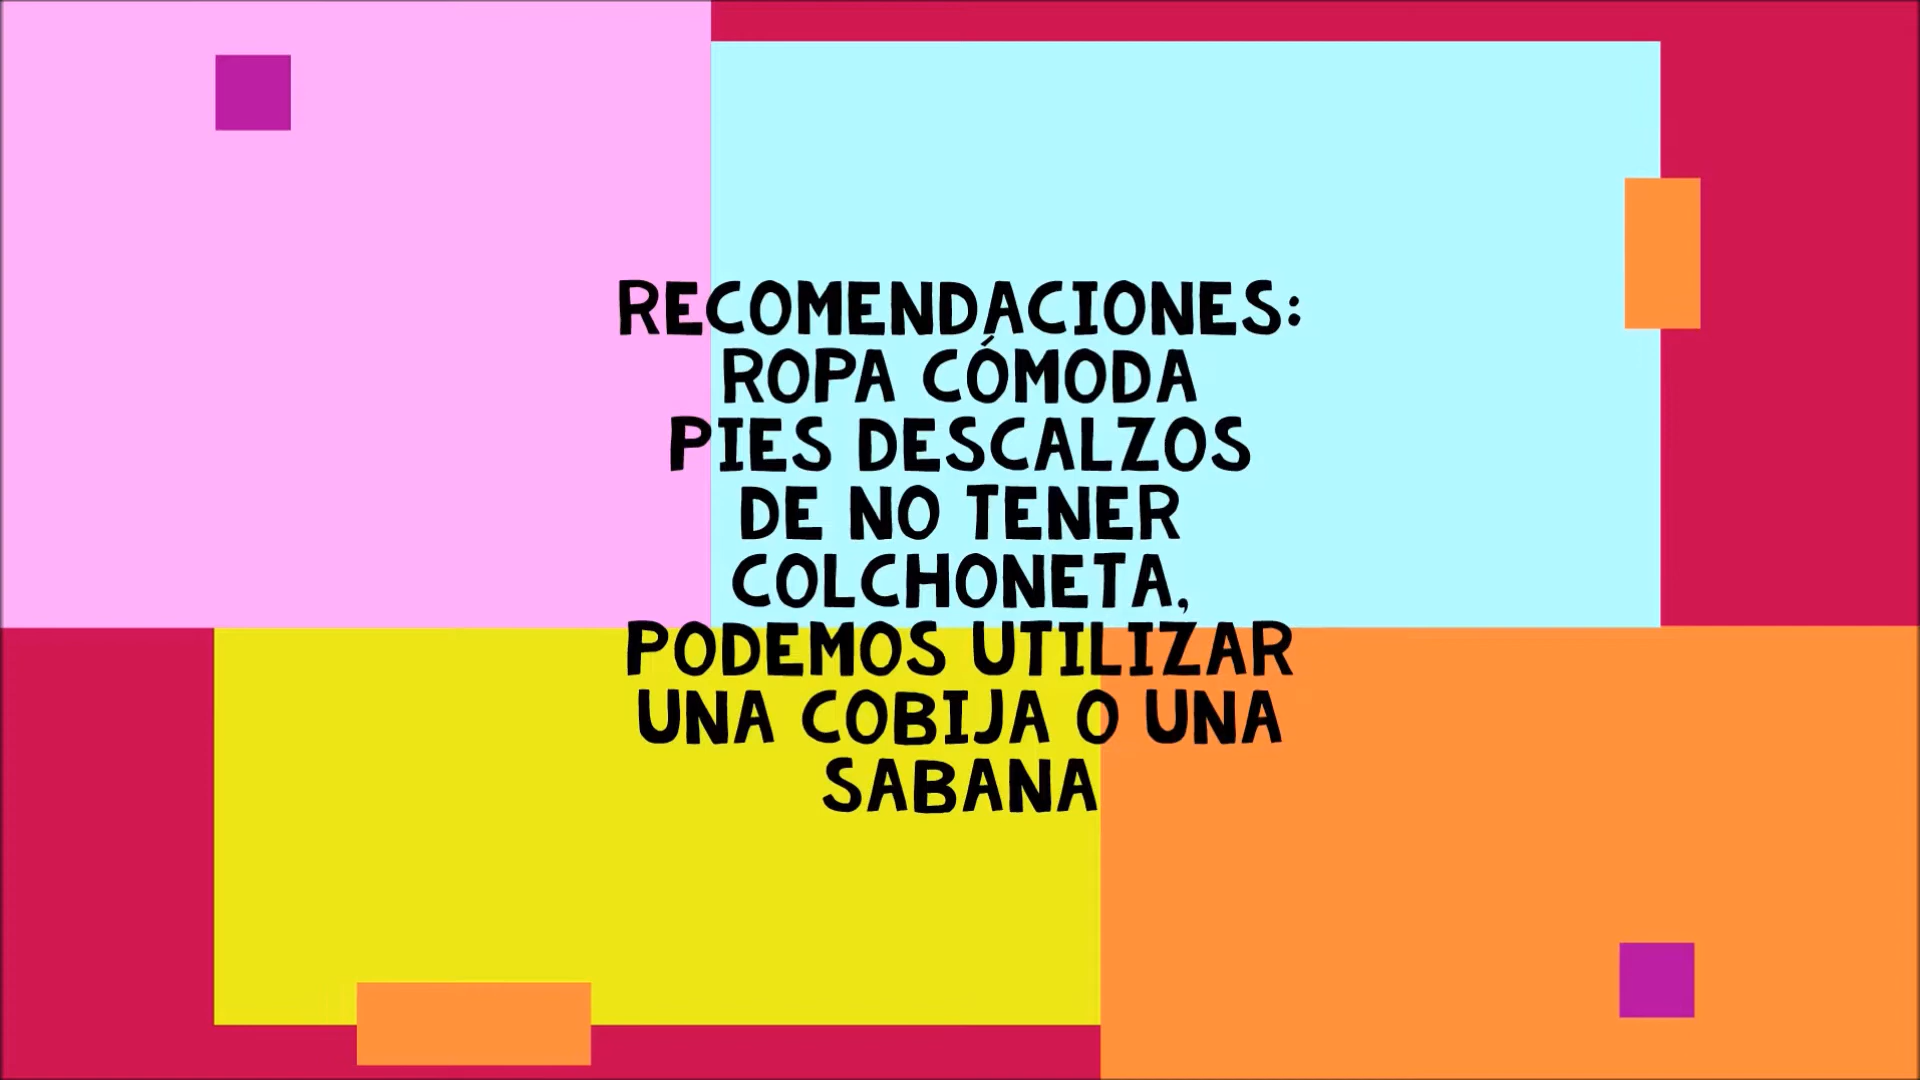 RECOMENDACIONES:
ROPA CÓMODA
PIES DESCALZOS
DE NO TENER
COLCHONETA,
PODEMOS UTILIZAR
UNA COBIJA O UNA
SABANA